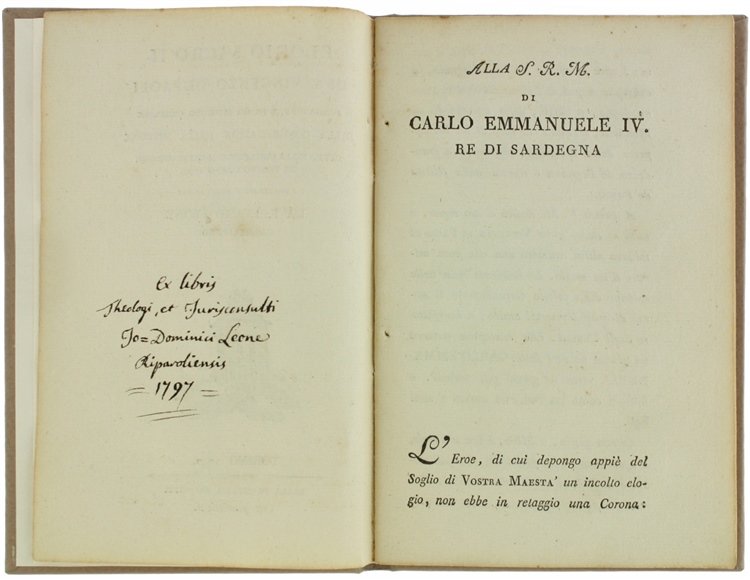 Ex libris
Theologi, et Jurisconsulti
Jo= Dominici Leone
Riparoliensis
= 1797 =
ALLA S. R. M.
DI
CARLO EMMANUELE IV.
RE DI SARDEGNA
L' Eroe, di cui depongo appiè del
Soglio di VOSTRA MAESTA' un incolto elo-
gio, non ebbe in retaggio una Corona: